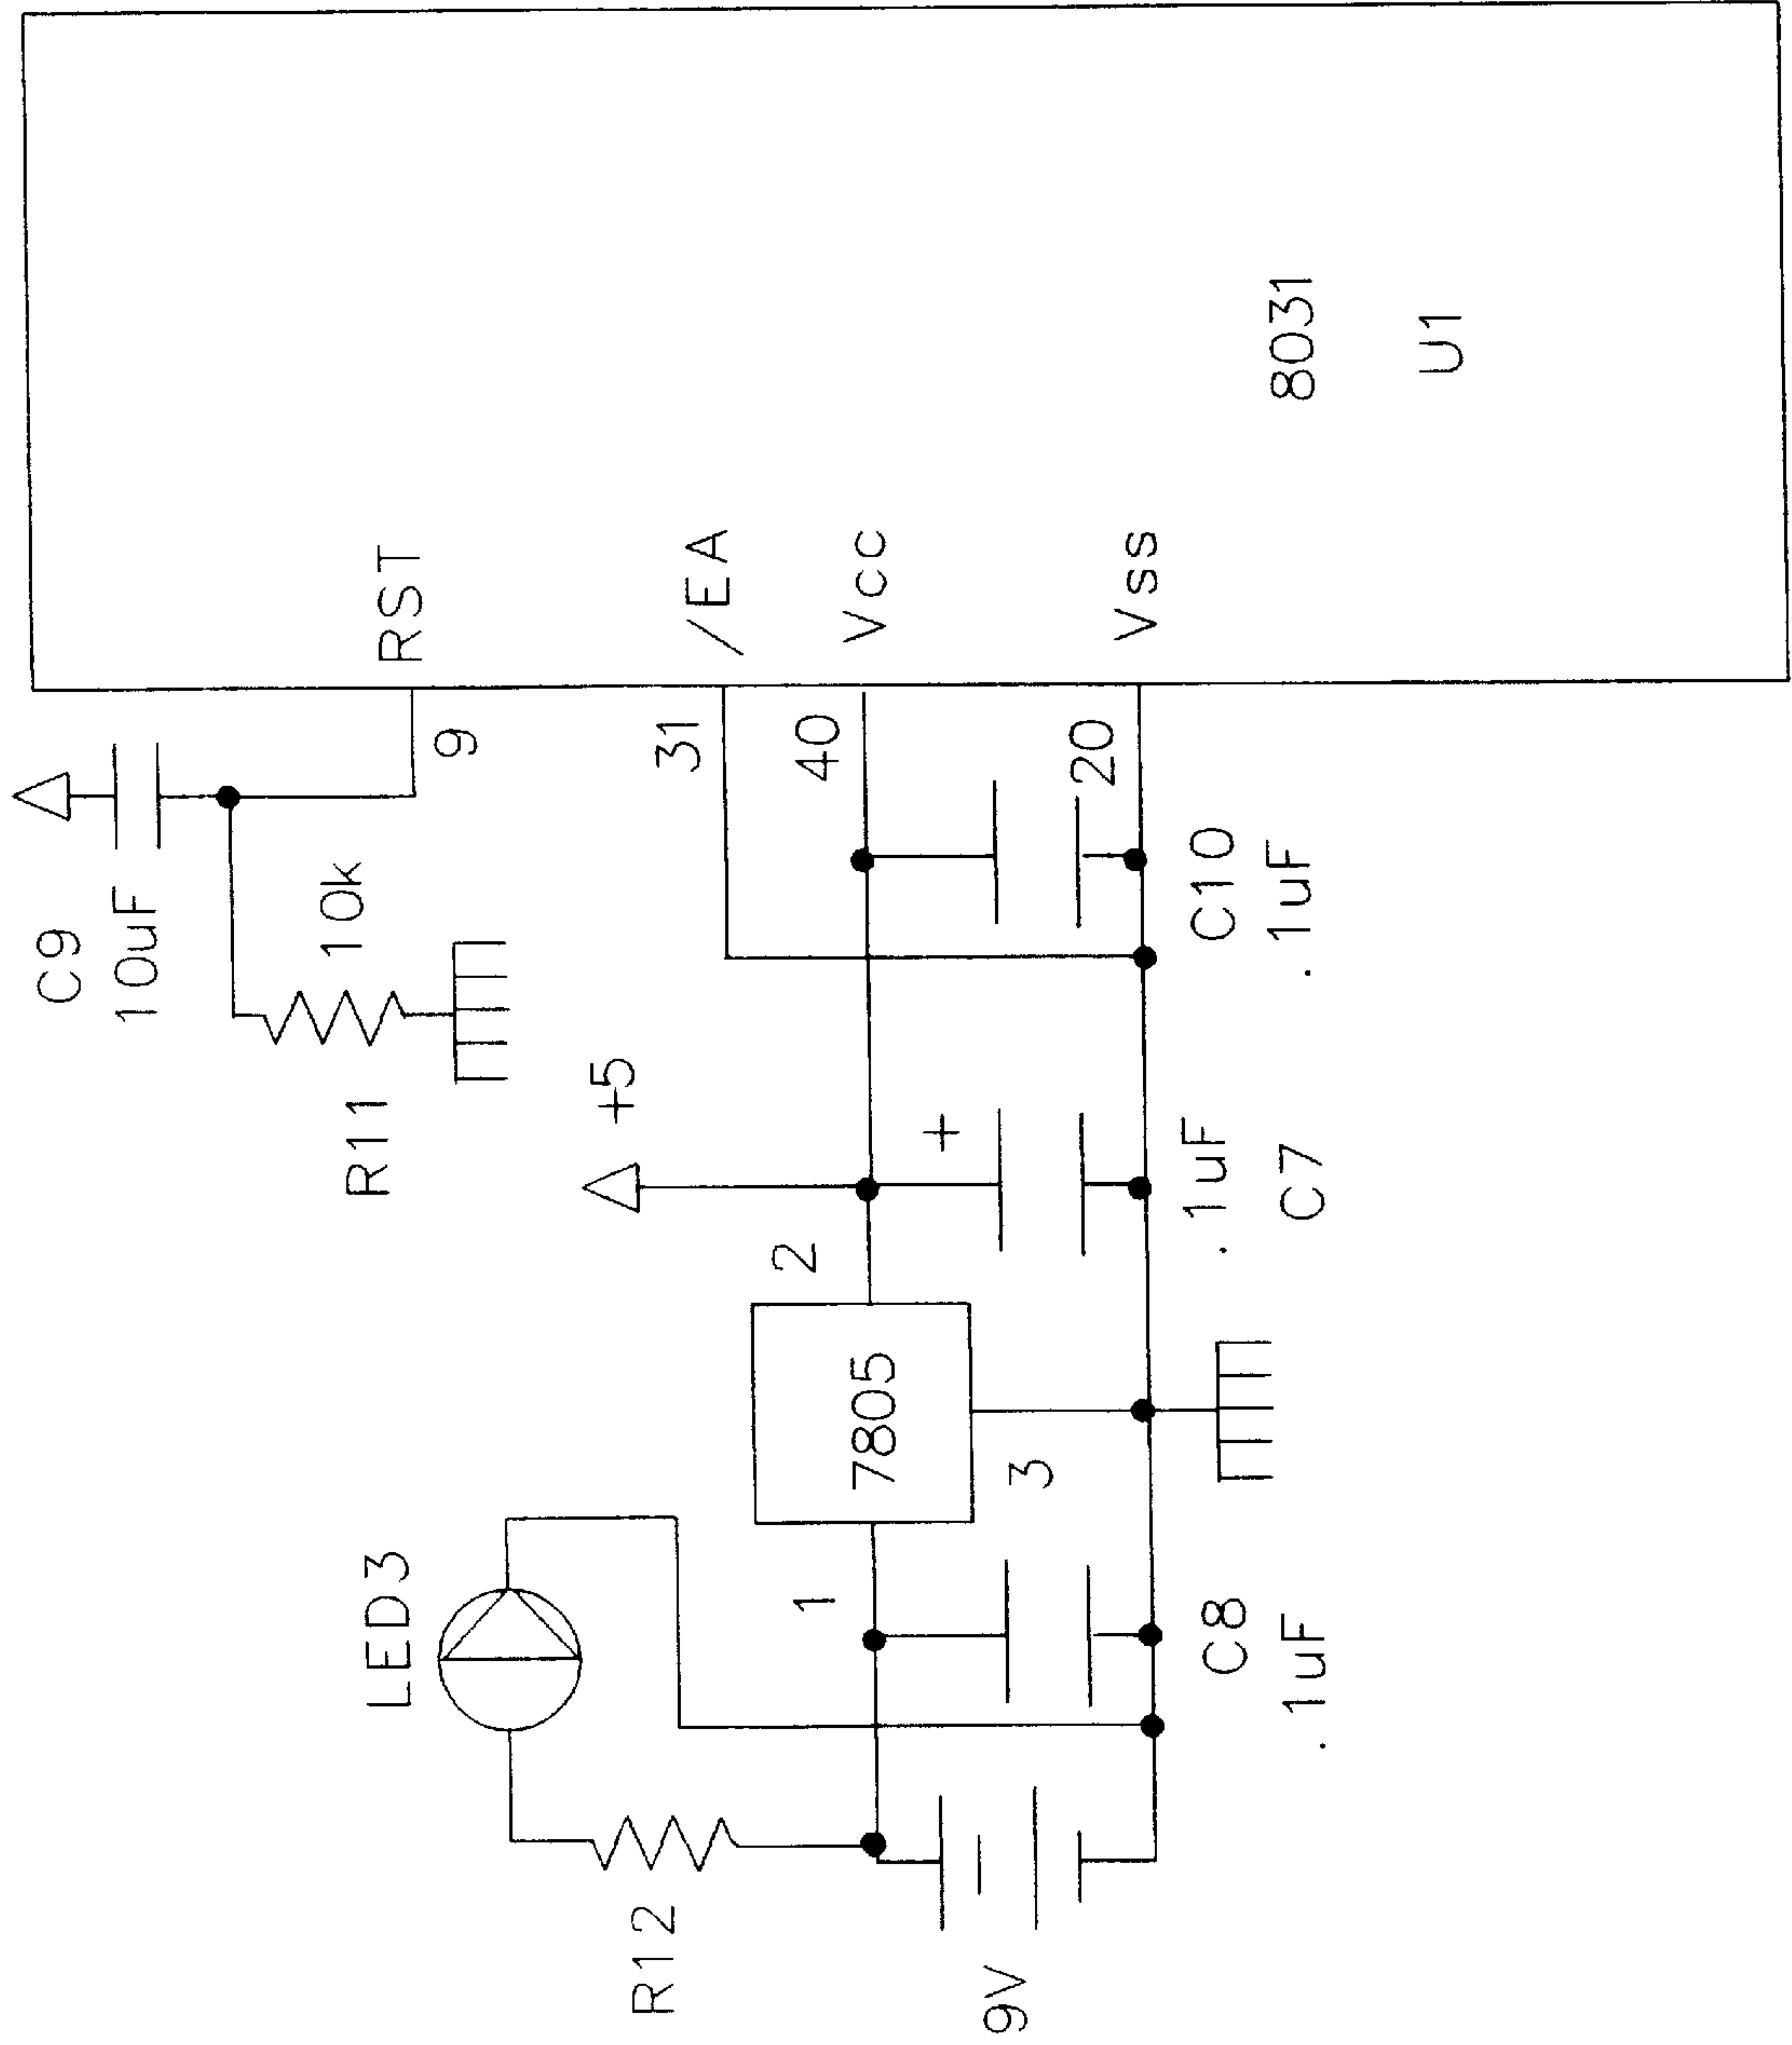 C9
10uF
RST
9
R11
10k
/EA
31
+5
Vcc
40
2
Vss
20
7805
LED3
1
3
C10
.1uF
.1uF
C7
C8
.1uF
R12
9V
8031
U1